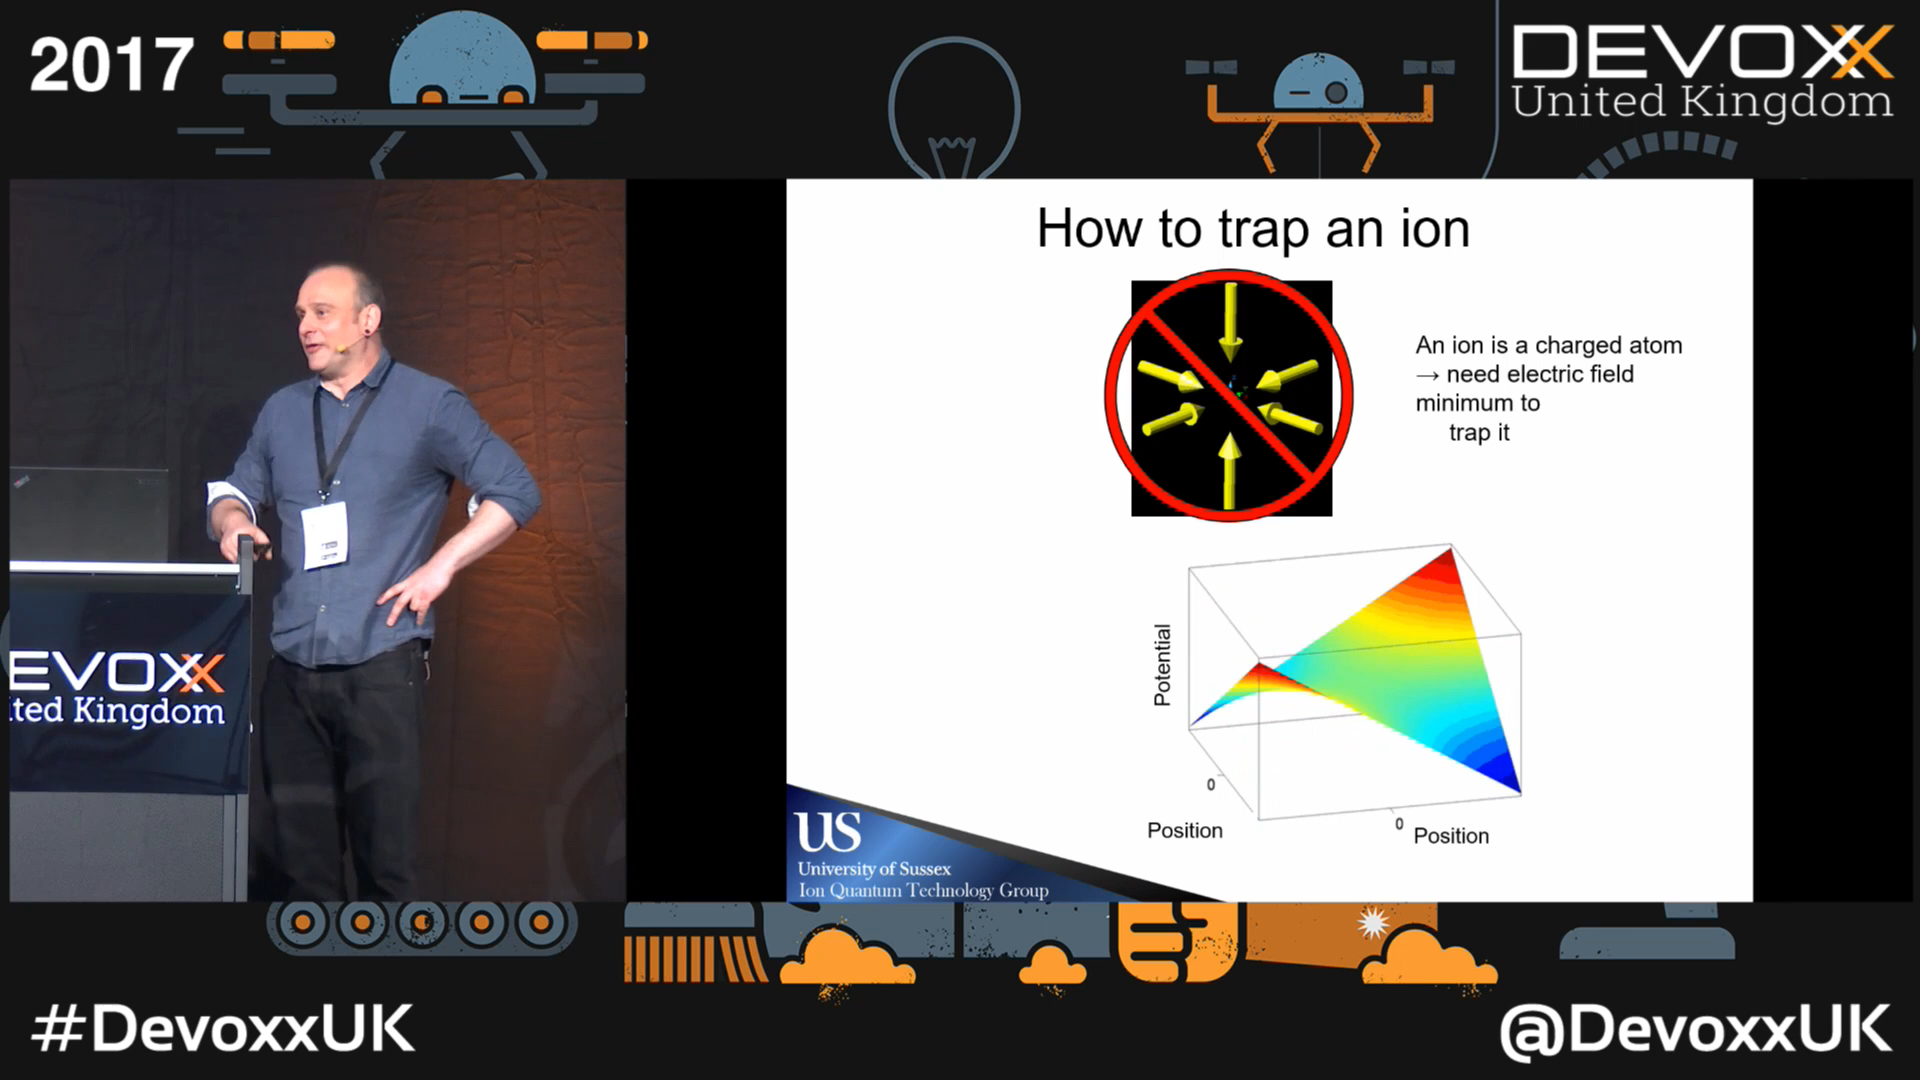 2017
DEVOXX
United Kingdom
How to trap an ion
An ion is a charged atom
→ need electric field
minimum to
trap it
Potential
0
Position
0
Position
US
University of Sussex
Ion Quantum Technology Group
EVOXX
ited Kingdom
#DevoxxUK
@DevoxxUK